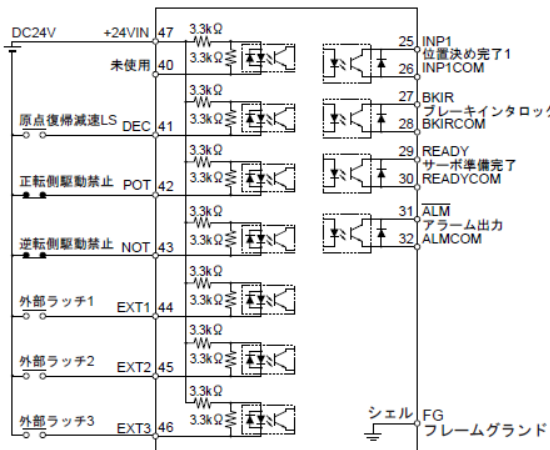 DC24V +24VIN 47
3.3kΩ
3.3kΩ
未使用 40
3.3kΩ
3.3kΩ
原点復帰減速LS DEC 41
3.3kΩ
3.3kΩ
正転側駆動禁止 POT 42
3.3kΩ
3.3kΩ
逆転側駆動禁止 NOT 43
3.3kΩ
3.3kΩ
外部ラッチ1 EXT1 44
3.3kΩ
3.3kΩ
外部ラッチ2 EXT2 45
3.3kΩ
3.3kΩ
外部ラッチ3 EXT3 46
25 INP1
位置決め完了1
26 INP1COM
27 BKIR
ブレーキインタロック
28 BKIRCOM
29 READY
サーボ準備完了
30 READYCOM
31 ALM
アラーム出力
32 ALMCOM
シェル FG
フレームグランド